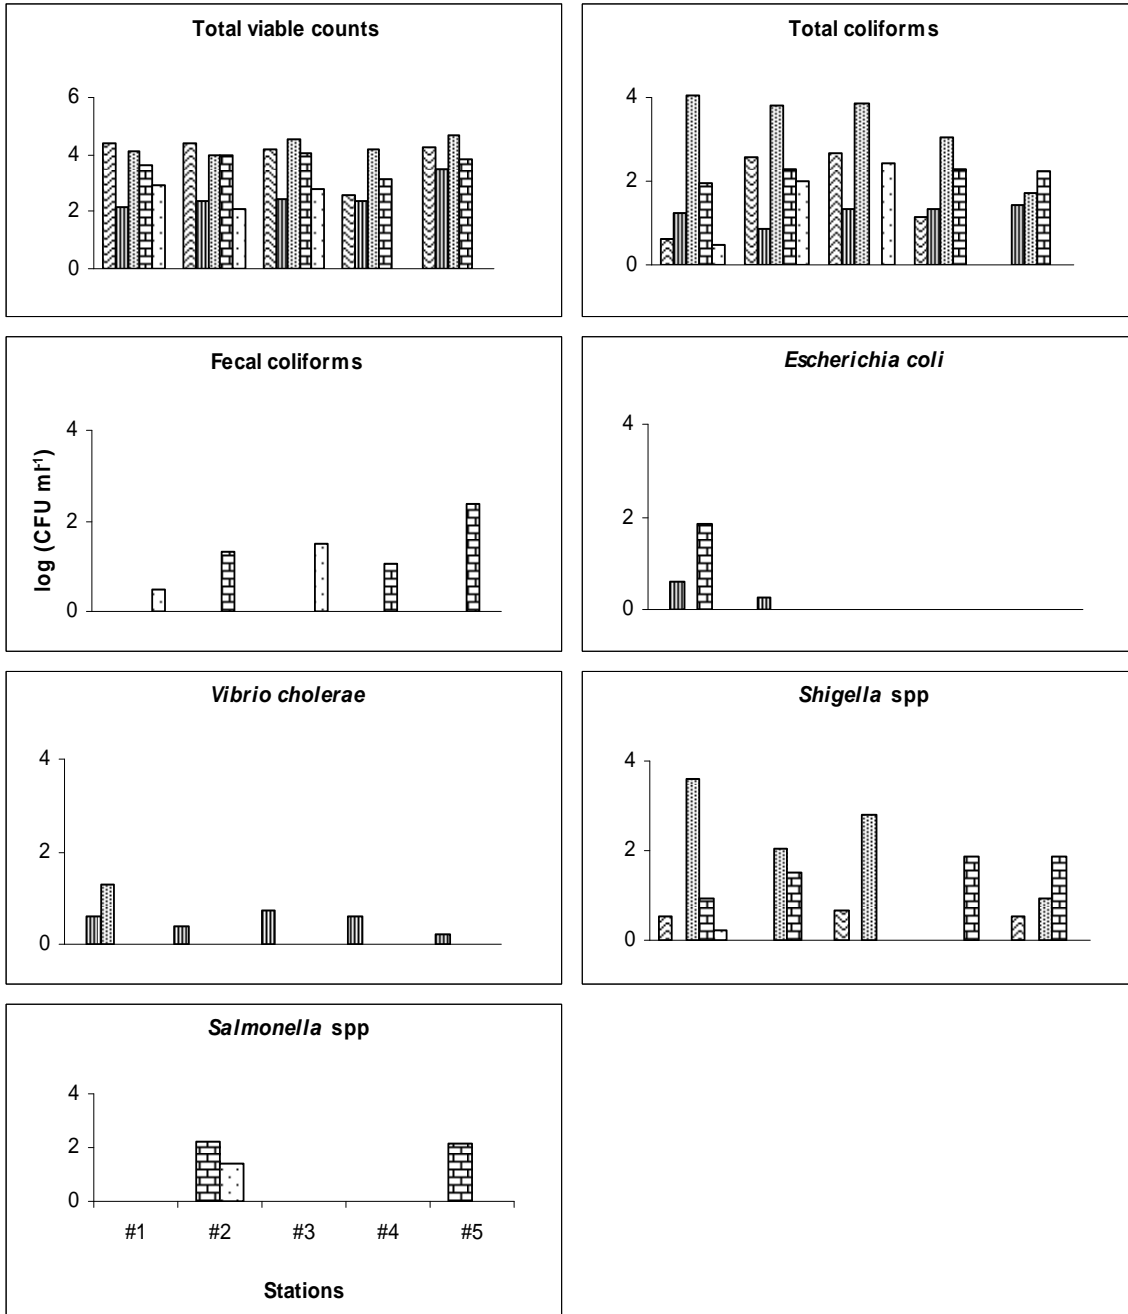 Total viable counts
6
4
2
0
Total coliforms
4
2
0
Fecal coliforms
log (CFU ml⁻¹)
4
2
0
Escherichia coli
4
2
0
Vibrio cholerae
4
2
0
Shigella spp
4
2
0
Salmonella spp
4
2
0
#1 #2 #3 #4 #5
Stations